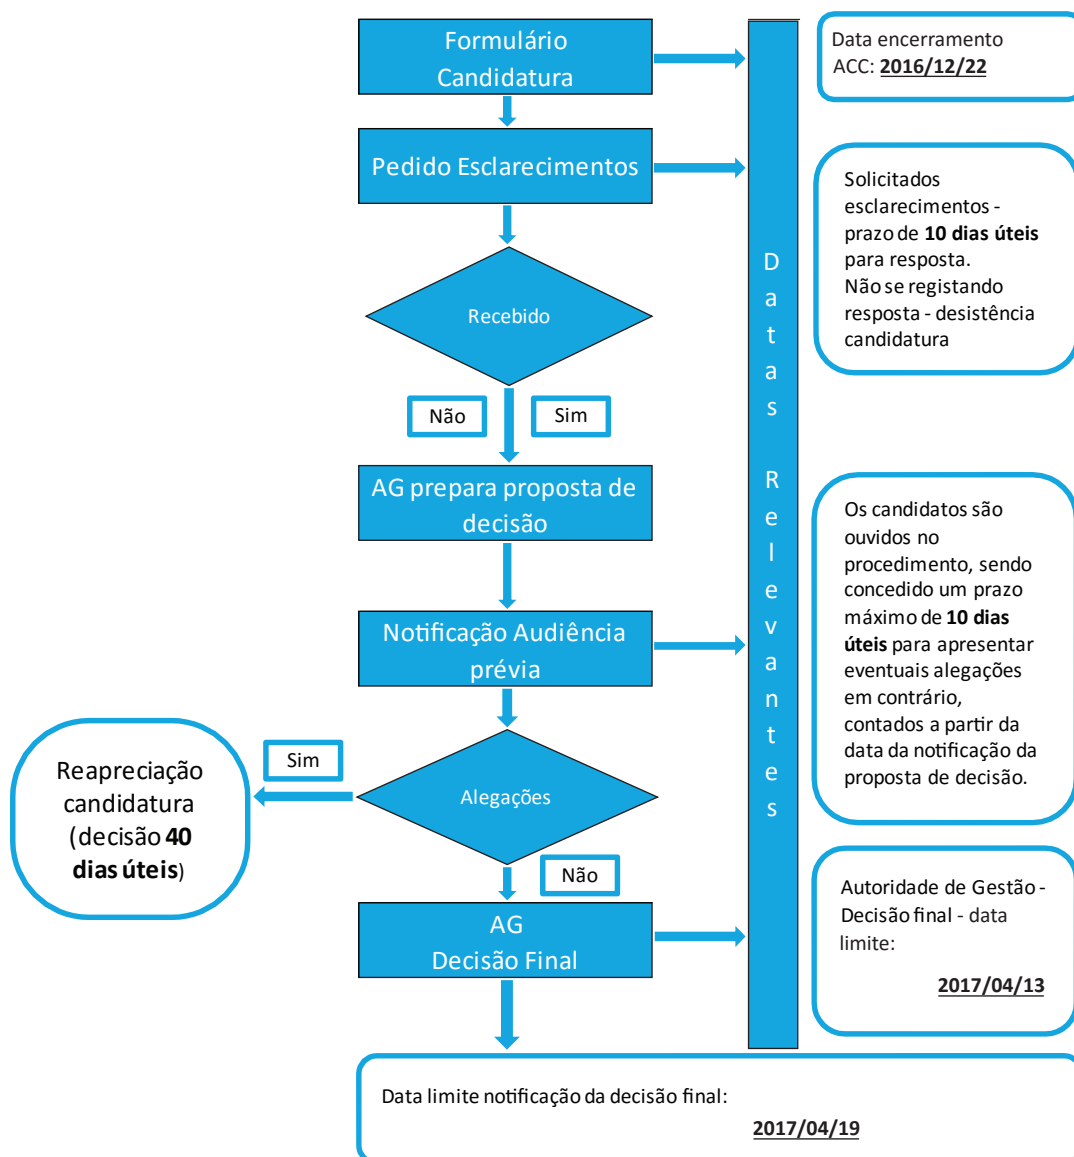 Formulário
Candidatura
Data encerramento
ACC: 2016/12/22
Pedido Esclarecimentos
Solicitados
esclarecimentos -
prazo de 10 dias úteis
para resposta.
Não se registando
resposta - desistência
candidatura
Recebido
Não
Sim
AG prepara proposta de
decisão
Datas Relevantes
Notificação Audiência
prévia
Os candidatos são
ouvidos no
procedimento, sendo
concedido um prazo
máximo de 10 dias
úteis para apresentar
eventuais alegações
em contrário,
contados a partir da
data da notificação da
proposta de decisão.
Alegações
Sim
Reapreciação
candidatura
(decisão 40
dias úteis)
Não
AG
Decisão Final
Autoridade de Gestão -
Decisão final - data
limite:
2017/04/13
Data limite notificação da decisão final:
2017/04/19